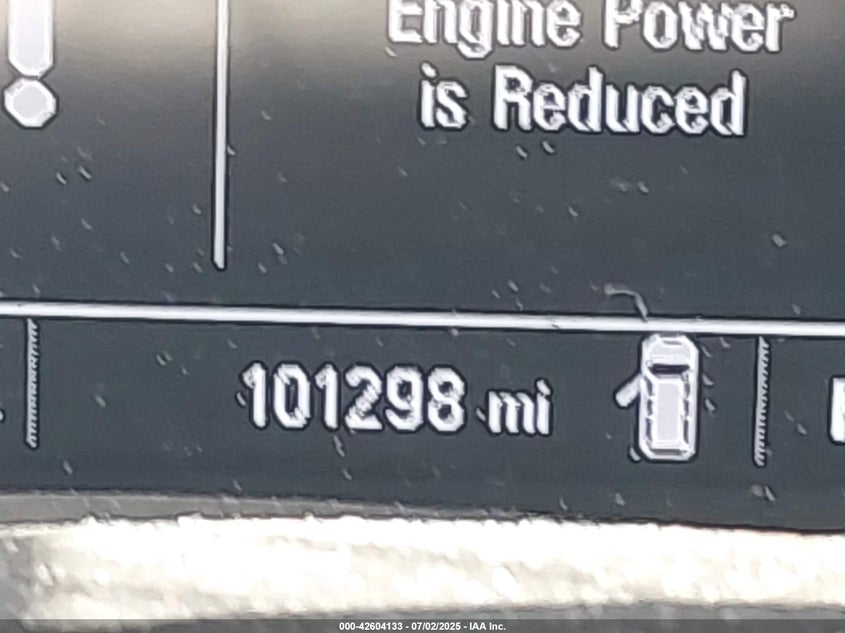 Engine Power
is Reduced
101298 mi
000-42604133 - 07/02/2025 - IAA Inc.